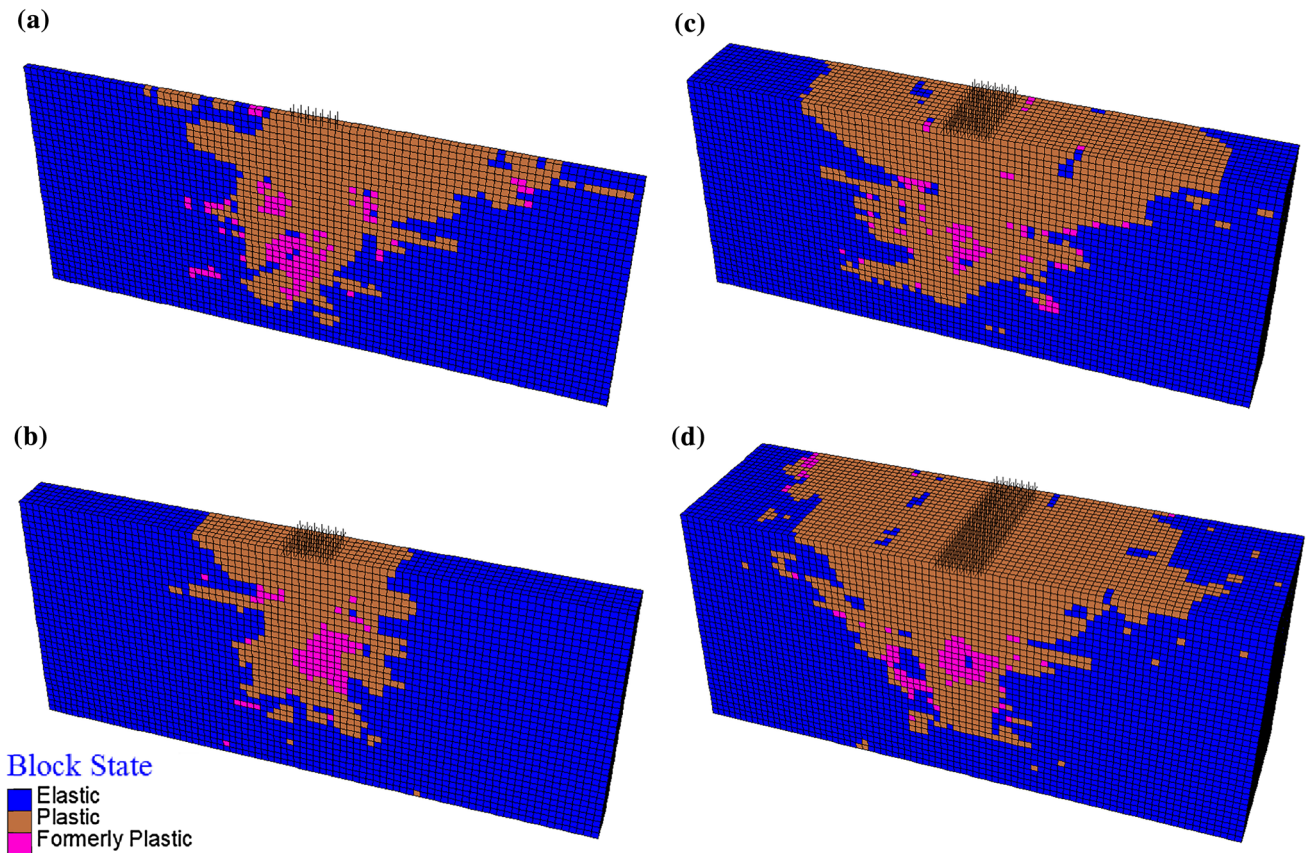 (a)
(c)
(b)
(d)
Block State
Elastic
Plastic
Formerly Plastic